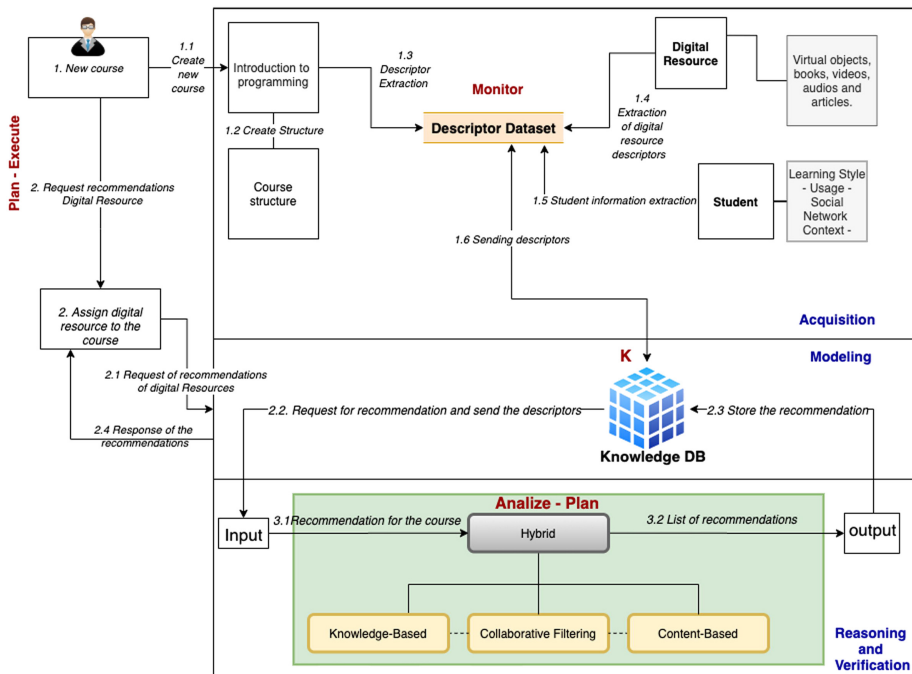 Plan - Execute
1. New course
1.1
Create
new
course
Introduction to
programming
1.2 Create Structure
Course
structure
1.3
Descriptor
Extraction
Monitor
Descriptor Dataset
1.4
Extraction
of digital
resource
descriptors
Digital
Resource
Virtual objects,
books, videos,
audios and
articles.
1.5 Student information extraction
Student
Learning Style
- Usage -
Social
Network
Context -
1.6 Sending descriptors
Acquisition
2. Request recommendations
Digital Resource
2. Assign digital
resource to the
course
2.1 Request of recommendations
of digital Resources
2.4 Response of the
recommendations
Modeling
K
2.2. Request for recommendation and send the descriptors
2.3 Store the recommendation
Knowledge DB
Analize - Plan
Input
3.1Recommendation for the course
Hybrid
3.2 List of recommendations
output
Knowledge-Based
Collaborative Filtering
Content-Based
Reasoning
and
Verification